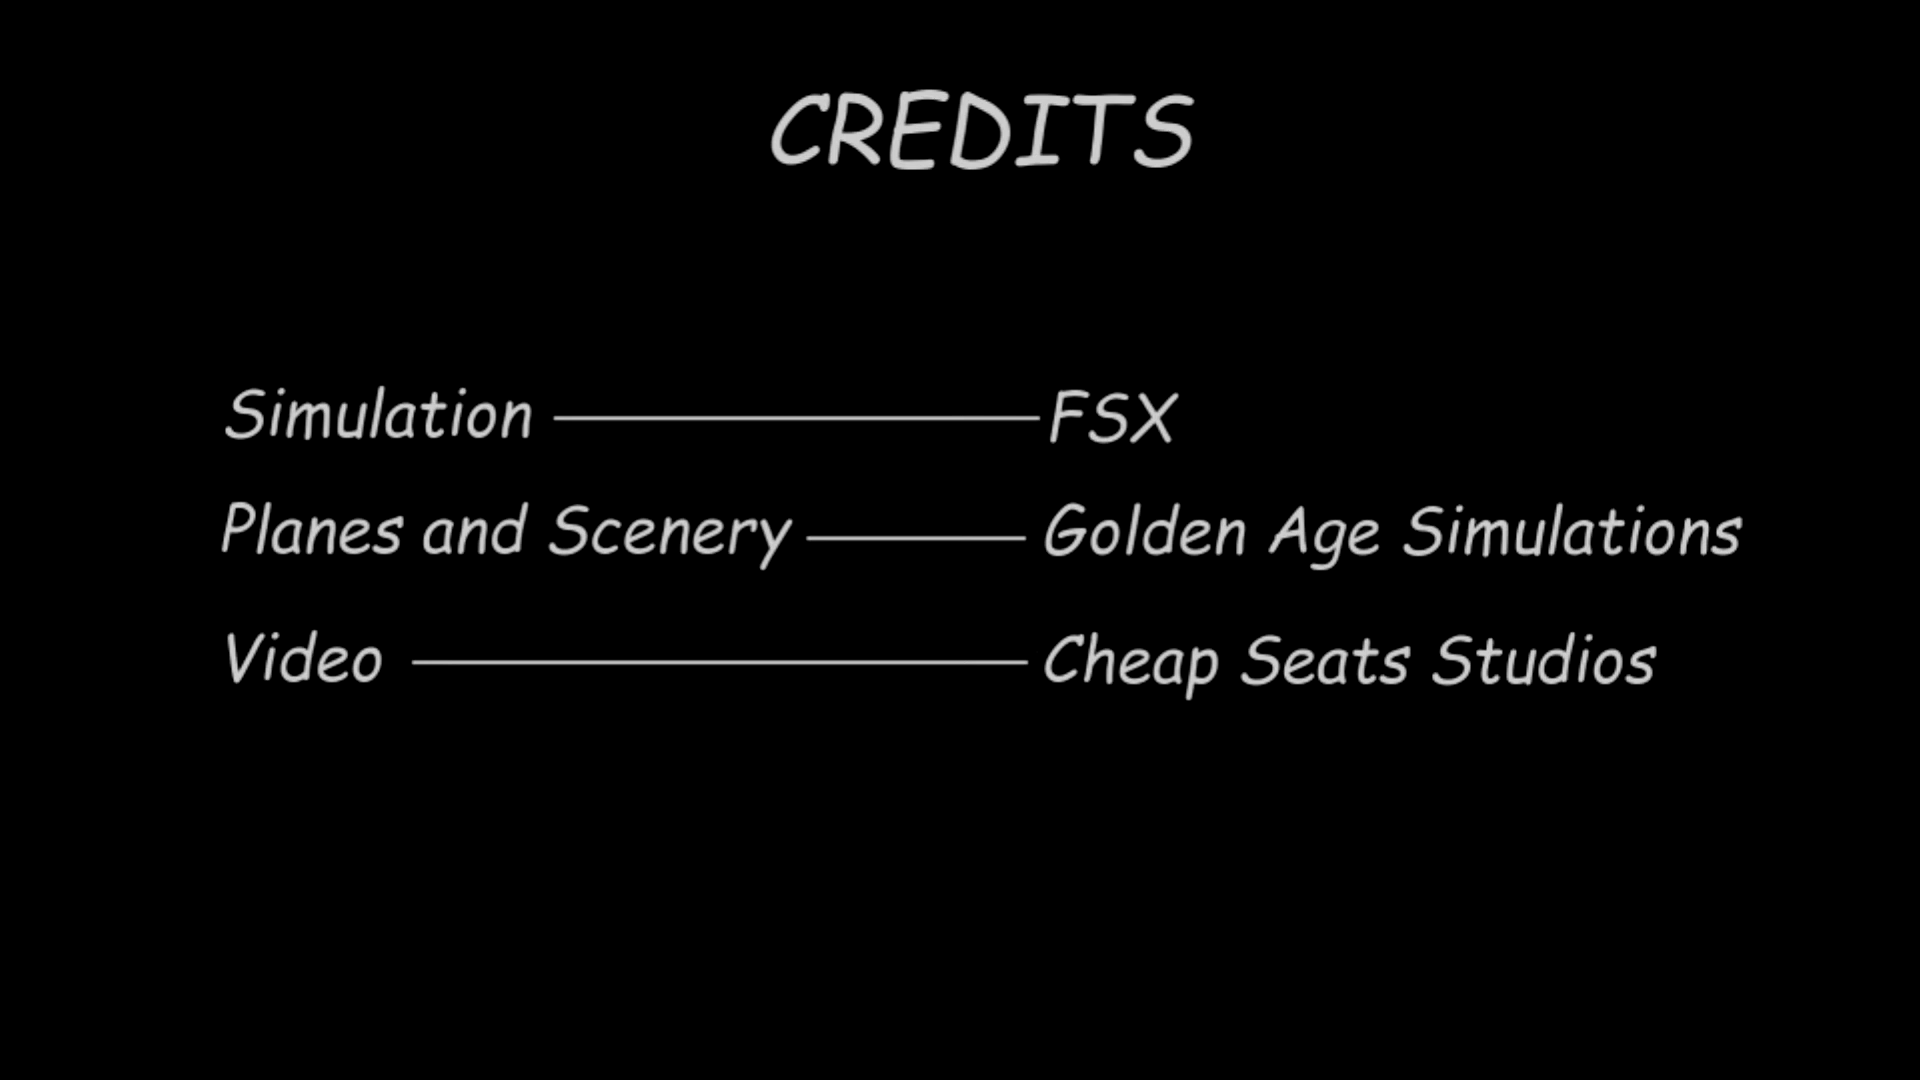 CREDITS
Simulation FSX
Planes and Scenery Golden Age Simulations
Video Cheap Seats Studios